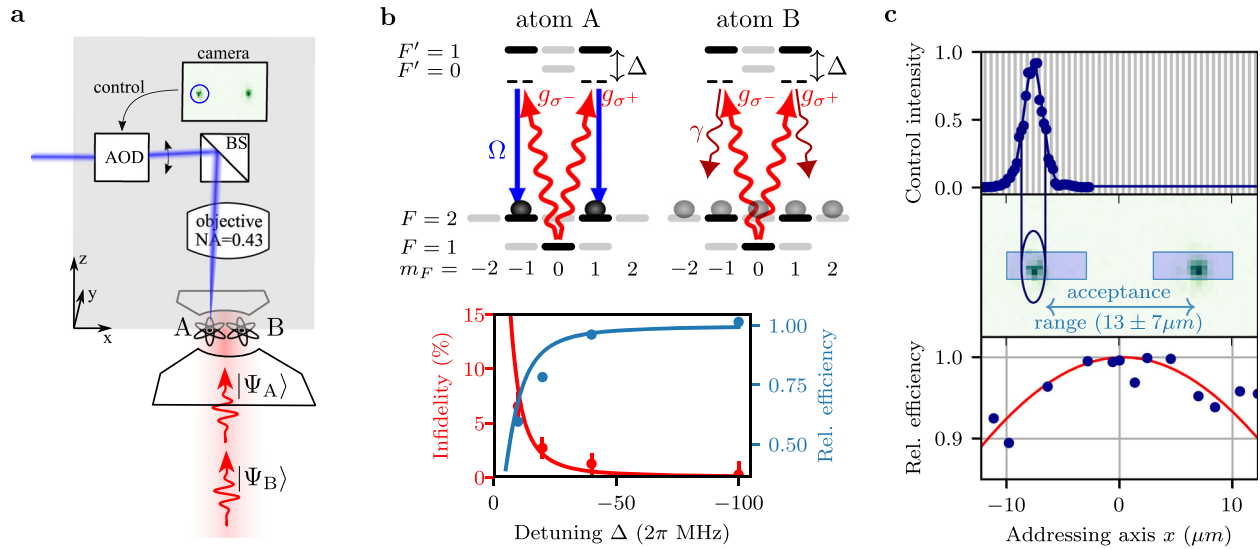 a
camera
control
AOD
BS
objective
NA=0.43
z
y
x
A
B
|Ψ_A⟩
|Ψ_B⟩
b
atom A
atom B
F′ = 1
F′ = 0
Δ
Δ
g_σ⁻
g_σ⁺
g_σ⁻
g_σ⁺
Ω
γ
F = 2
F = 1
m_F = −2 −1 0 1 2 −2 −1 0 1 2
15
10
5
0
Infidelity (%)
1.00
0.75
0.50
Rel. efficiency
0 −50 −100
Detuning Δ (2π MHz)
c
1.0
0.5
0.0
Control intensity
acceptance
range (13 ± 7μm)
1.0
0.9
Rel. efficiency
−10 0 10
Addressing axis x (μm)